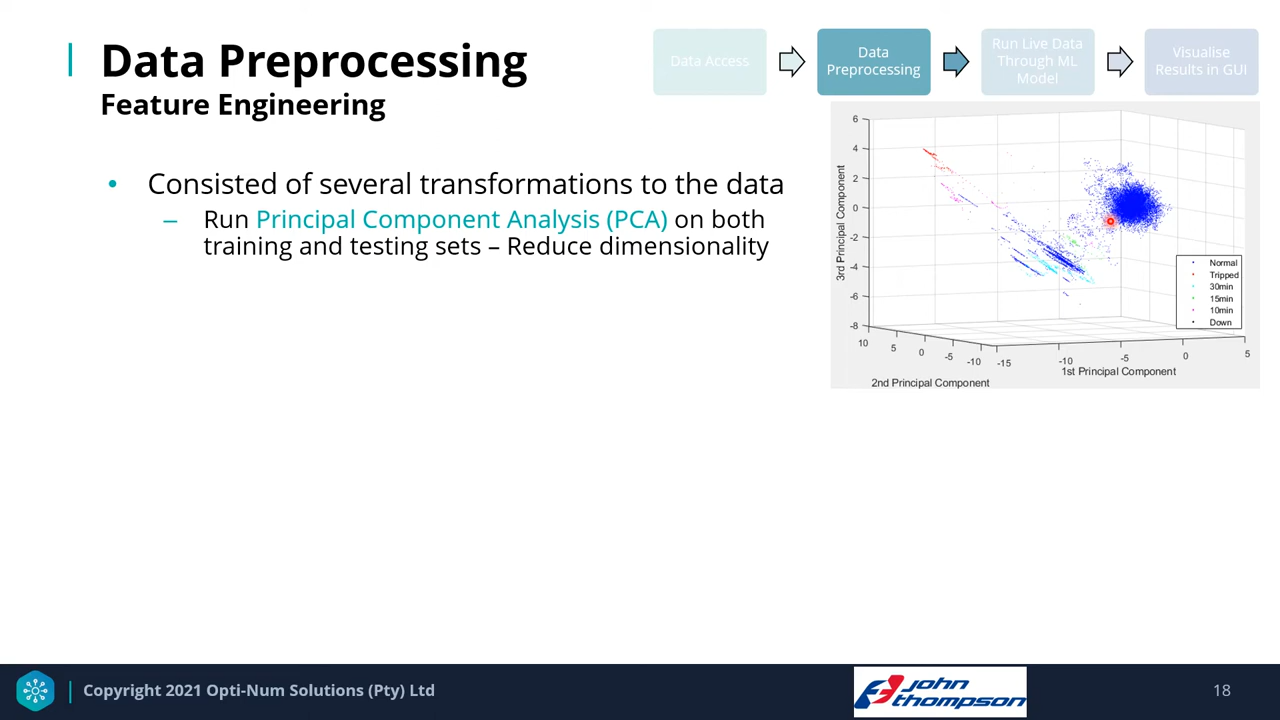 Data Preprocessing
Feature Engineering
Data Access
Data
Preprocessing
Run Live Data
Through ML
Model
Visualise
Results in GUI
• Consisted of several transformations to the data
– Run Principal Component Analysis (PCA) on both
training and testing sets – Reduce dimensionality
6
4
2
0
-2
-4
-6
-8
3rd Principal Component
10
5
0
-5
-10
2nd Principal Component
-15
-10
-5
0
5
1st Principal Component
Normal
Tripped
30min
15min
10min
Down
Copyright 2021 Opti-Num Solutions (Pty) Ltd
john
thompson
18